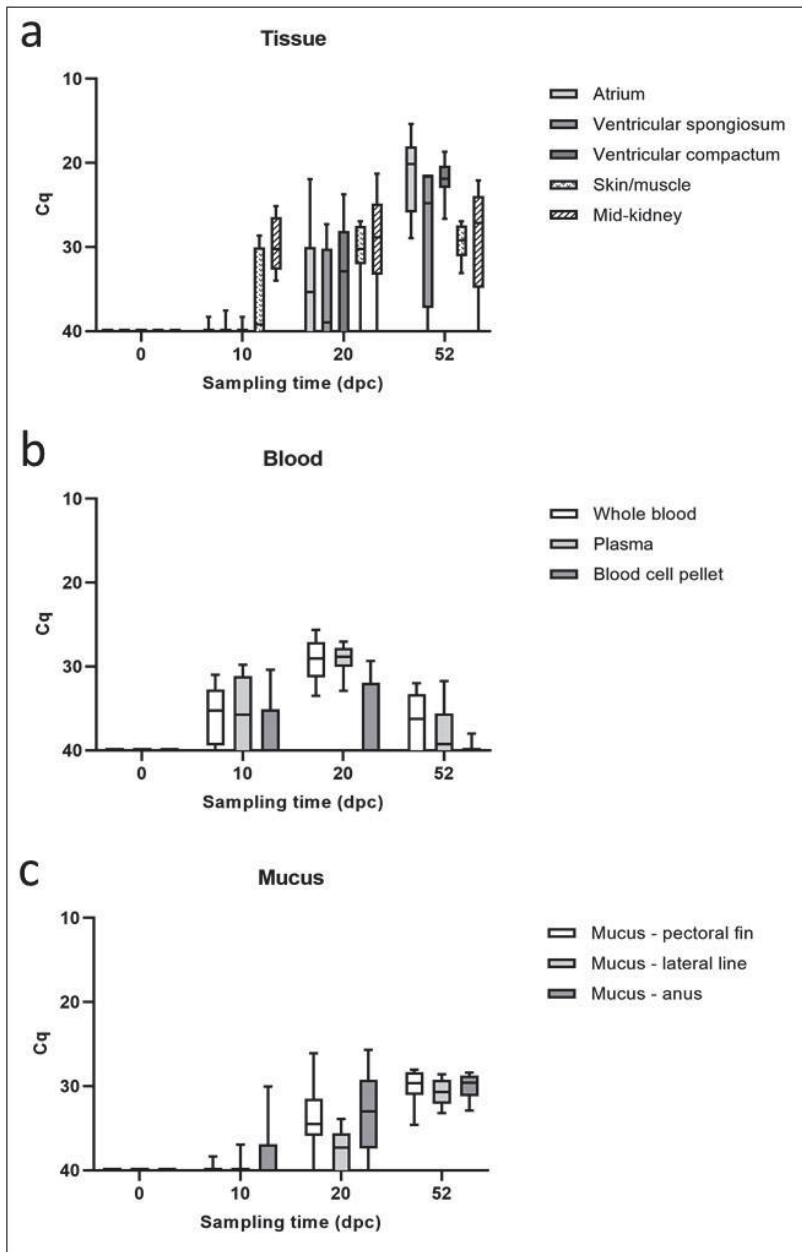 a
Tissue
10
20
30
40
Cq
0 10 20 52
Sampling time (dpc)
Atrium
Ventricular spongiosum
Ventricular compactum
Skin/muscle
Mid-kidney
b
Blood
10
20
30
40
Cq
0 10 20 52
Sampling time (dpc)
Whole blood
Plasma
Blood cell pellet
c
Mucus
10
20
30
40
Cq
0 10 20 52
Sampling time (dpc)
Mucus - pectoral fin
Mucus - lateral line
Mucus - anus